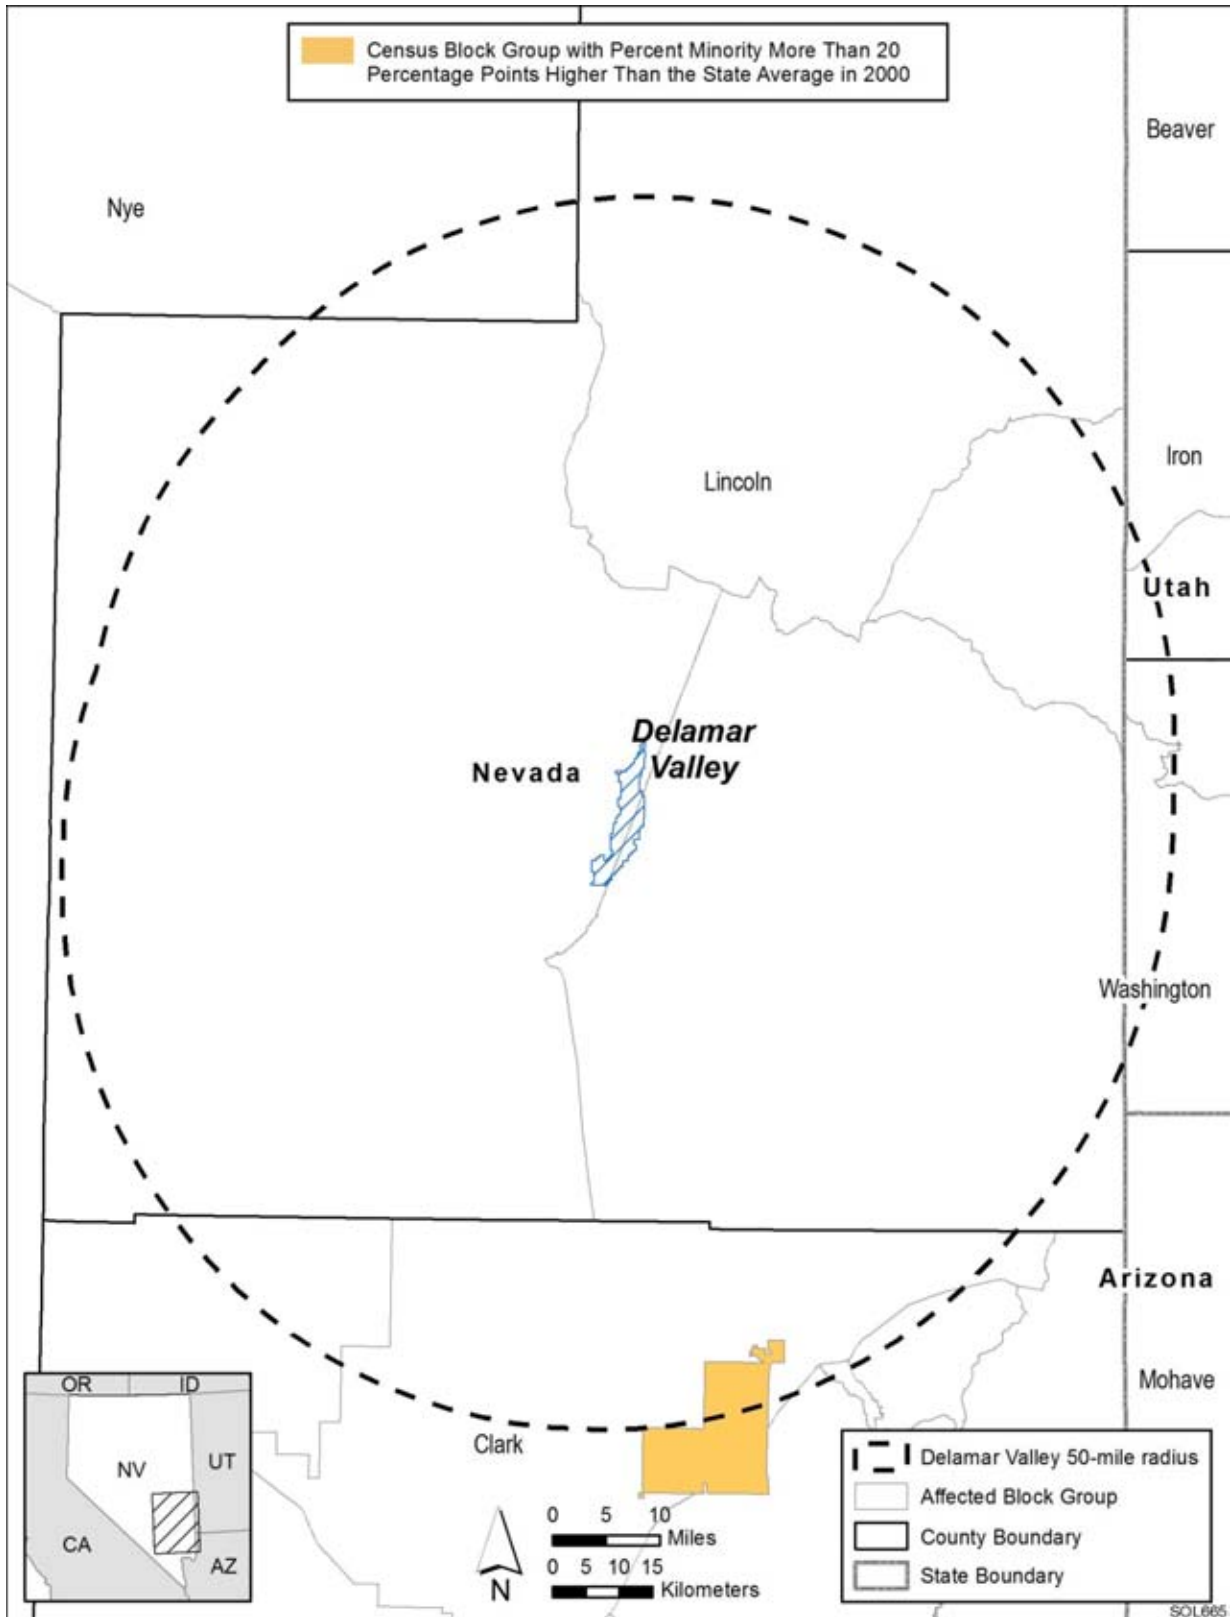 Census Block Group with Percent Minority More Than 20
Percentage Points Higher Than the State Average in 2000
Beaver
Nye
Iron
Lincoln
Utah
Delamar
Valley
Nevada
Washington
Arizona
Mohave
Clark
OR ID
NV
UT
CA
AZ
N
0 5 10
Miles
0 5 10 15
Kilometers
Delamar Valley 50-mile radius
Affected Block Group
County Boundary
State Boundary
SOL665